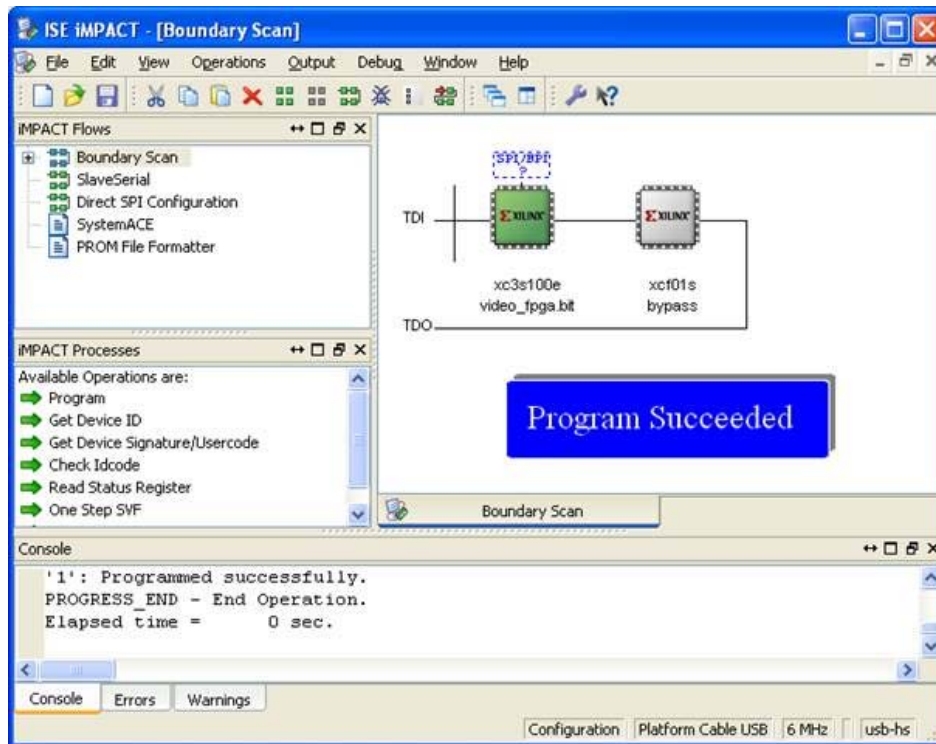 ISE iMPACT - [Boundary Scan]
File Edit View Operations Output Debug Window Help
iMPACT Flows
Boundary Scan
SlaveSerial
Direct SPI Configuration
SystemACE
PROM File Formatter
SPI/BPI
?
TDI
XILINX XILINX
xc3s100e xcf01s
video_fpga.bit bypass
TDO
iMPACT Processes
Available Operations are:
Program
Get Device ID
Get Device Signature/Usercode
Check Idcode
Read Status Register
One Step SVF
Program Succeeded
Boundary Scan
Console
'1': Programmed successfully.
PROGRESS_END - End Operation.
Elapsed time = 0 sec.
Console Errors Warnings
Configuration Platform Cable USB 6 MHz usb-hs